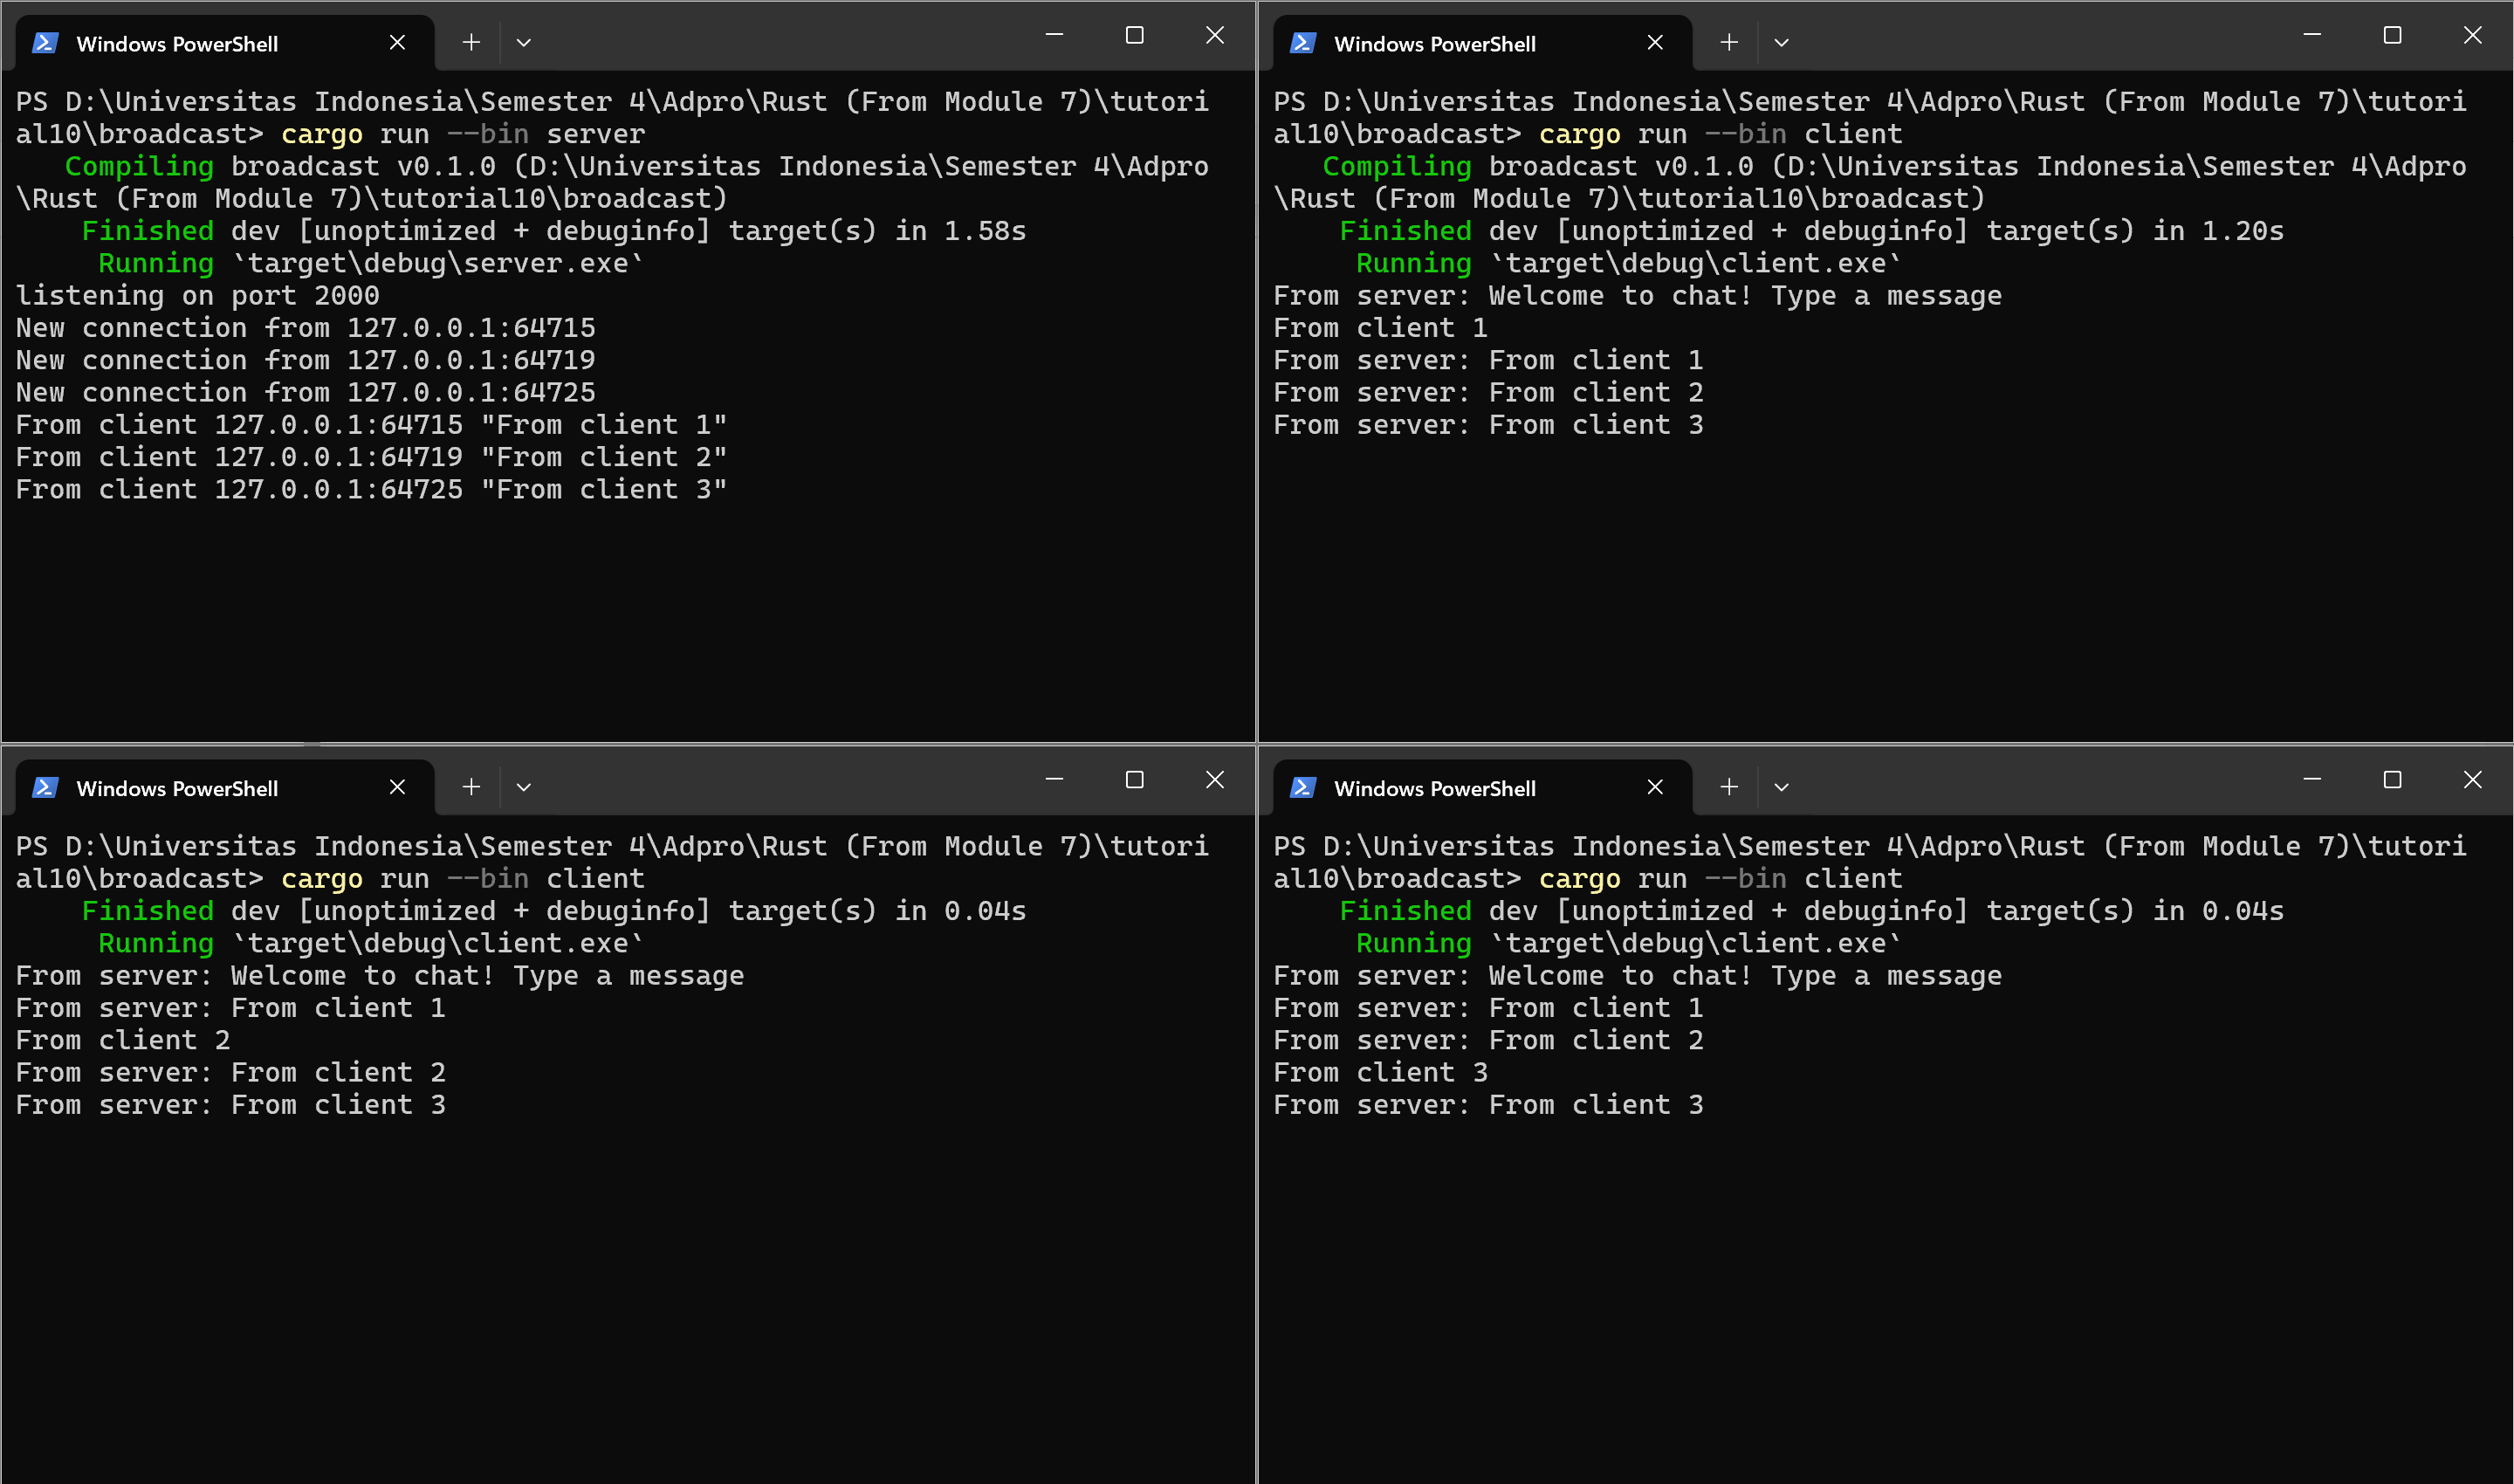 Windows PowerShell
PS D:\Universitas Indonesia\Semester 4\Adpro\Rust (From Module 7)\tutori
al10\broadcast> cargo run --bin server
Compiling broadcast v0.1.0 (D:\Universitas Indonesia\Semester 4\Adpro
\Rust (From Module 7)\tutorial10\broadcast)
Finished dev [unoptimized + debuginfo] target(s) in 1.58s
Running `target\debug\server.exe`
listening on port 2000
New connection from 127.0.0.1:64715
New connection from 127.0.0.1:64719
New connection from 127.0.0.1:64725
From client 127.0.0.1:64715 "From client 1"
From client 127.0.0.1:64719 "From client 2"
From client 127.0.0.1:64725 "From client 3"
Windows PowerShell
PS D:\Universitas Indonesia\Semester 4\Adpro\Rust (From Module 7)\tutori
al10\broadcast> cargo run --bin client
Compiling broadcast v0.1.0 (D:\Universitas Indonesia\Semester 4\Adpro
\Rust (From Module 7)\tutorial10\broadcast)
Finished dev [unoptimized + debuginfo] target(s) in 1.20s
Running `target\debug\client.exe`
From server: Welcome to chat! Type a message
From client 1
From server: From client 1
From server: From client 2
From server: From client 3
Windows PowerShell
PS D:\Universitas Indonesia\Semester 4\Adpro\Rust (From Module 7)\tutori
al10\broadcast> cargo run --bin client
Finished dev [unoptimized + debuginfo] target(s) in 0.04s
Running `target\debug\client.exe`
From server: Welcome to chat! Type a message
From server: From client 1
From client 2
From server: From client 2
From server: From client 3
Windows PowerShell
PS D:\Universitas Indonesia\Semester 4\Adpro\Rust (From Module 7)\tutori
al10\broadcast> cargo run --bin client
Finished dev [unoptimized + debuginfo] target(s) in 0.04s
Running `target\debug\client.exe`
From server: Welcome to chat! Type a message
From server: From client 1
From server: From client 2
From client 3
From server: From client 3